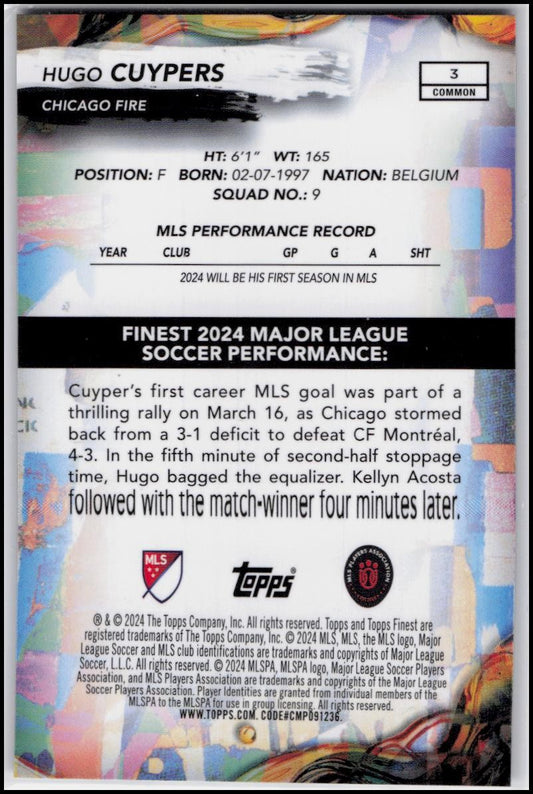 HUGO CUYPERS
3
COMMON
CHICAGO FIRE
HT: 6'1" WT: 165
POSITION: F BORN: 02-07-1997 NATION: BELGIUM
SQUAD NO.: 9
MLS PERFORMANCE RECORD
YEAR CLUB GP G A SHT
2024 WILL BE HIS FIRST SEASON IN MLS
FINEST 2024 MAJOR LEAGUE
SOCCER PERFORMANCE:
Cuyper's first career MLS goal was part of a
thrilling rally on March 16, as Chicago stormed
back from a 3-1 deficit to defeat CF Montréal,
4-3. In the fifth minute of second-half stoppage
time, Hugo bagged the equalizer. Kellyn Acosta
followed with the match-winner four minutes later.
MLS
TOPPS®
MLS PLAYERS ASSOCIATION
® & © 2024 The Topps Company, Inc. All rights reserved. Topps and Topps Finest are
registered trademarks of The Topps Company, Inc. © 2024 MLS, MLS, the MLS logo, Major
League Soccer and MLS club identifications are trademarks and copyrights of Major League
Soccer, L.L.C. All rights reserved. © 2024 MLSPA, MLSPA logo, Major League Soccer Players
Association, and MLS Players Association are trademarks and copyrights of the Major League
Soccer Players Association. Player Identities are granted from individual members of the
MLSPA to the MLSPA for use in group licensing. All rights reserved.
WWW.TOPPS.COM. CODE#CMP091236.